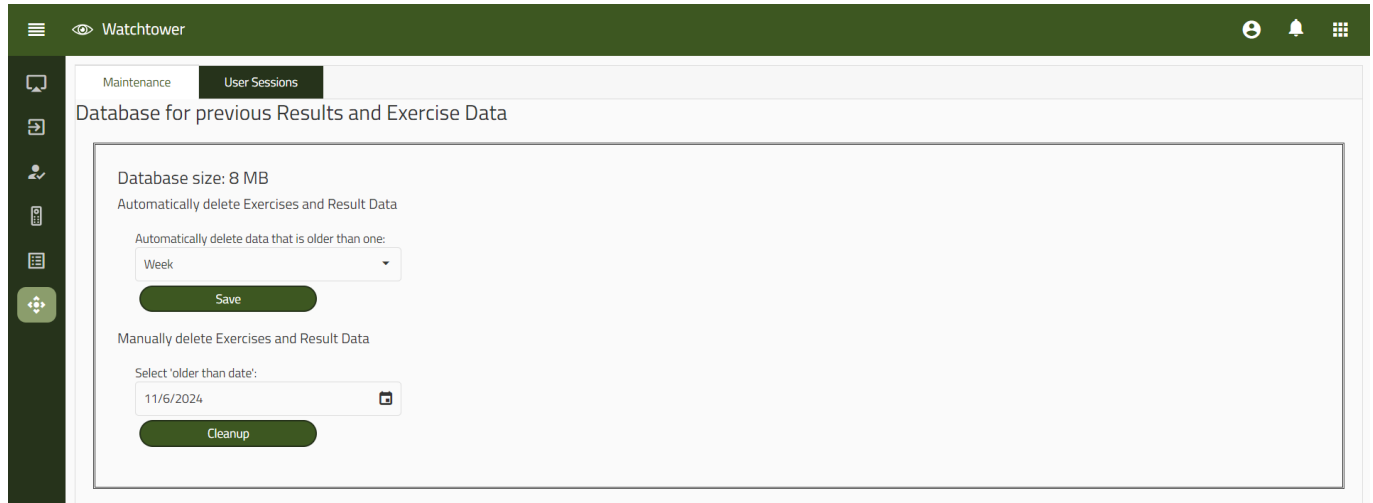 Watchtower
Maintenance
User Sessions
Database for previous Results and Exercise Data
Database size: 8 MB
Automatically delete Exercises and Result Data
Automatically delete data that is older than one:
Week
Save
Manually delete Exercises and Result Data
Select 'older than date':
11/6/2024
Cleanup